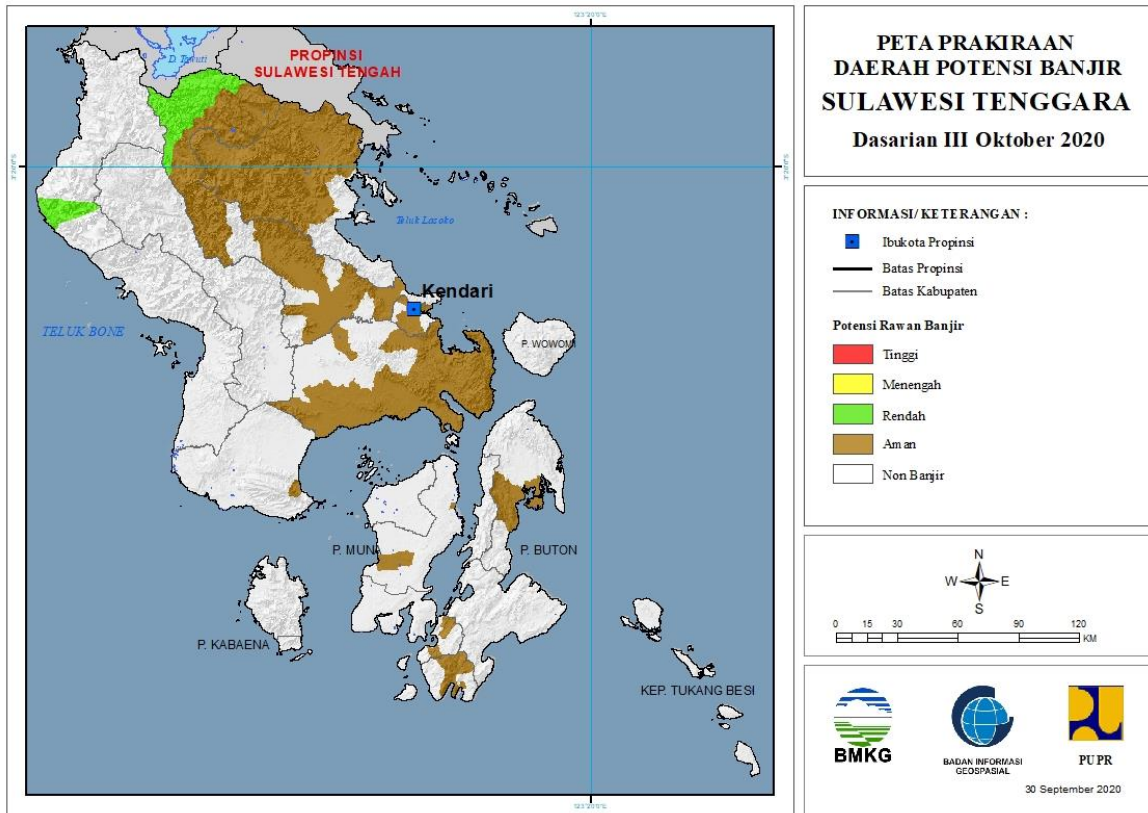 PROPINSI
SULAWESI TENGAH
D. Towuti
Teluk Lasolo
Kendari
P. WOWONI
TELUK BONE
P. MUN
P. BUTON
P. KABAENA
KEP. TUKANG BESI
PETA PRAKIRAAN
DAERAH POTENSI BANJIR
SULAWESI TENGGARA
Dasarian III Oktober 2020
INFORMASI/ KETERANGAN :
Ibukota Propinsi
Batas Propinsi
Batas Kabupaten
Potensi Rawan Banjir
Tinggi
Menengah
Rendah
Aman
Non Banjir
N
W E
S
0 15 30 60 90 120
KM
BMKG
BADAN INFORMASI
GEOSPASIAL
PUPR
30 September 2020